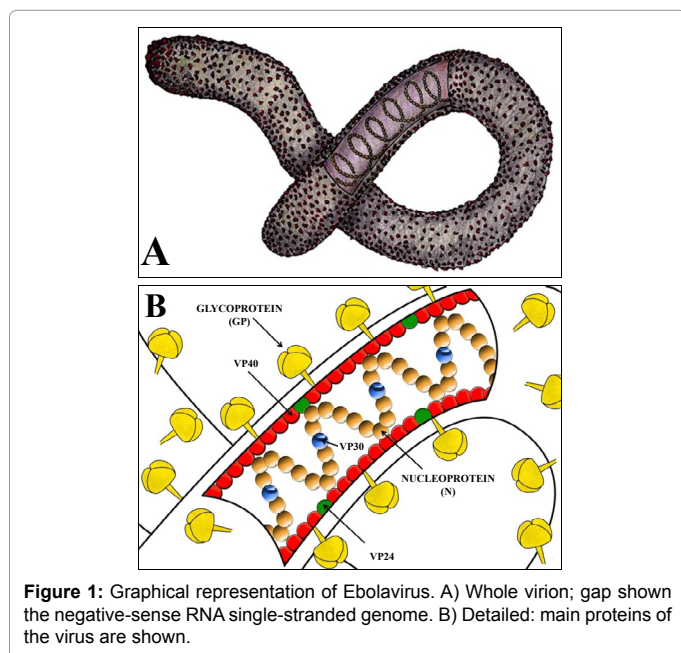 A
B
GLYCOPROTEIN
(GP)
VP40
VP30
NUCLEOPROTEIN
(N)
VP24
Figure 1: Graphical representation of Ebolavirus. A) Whole virion; gap shown
the negative-sense RNA single-stranded genome. B) Detailed: main proteins of
the virus are shown.